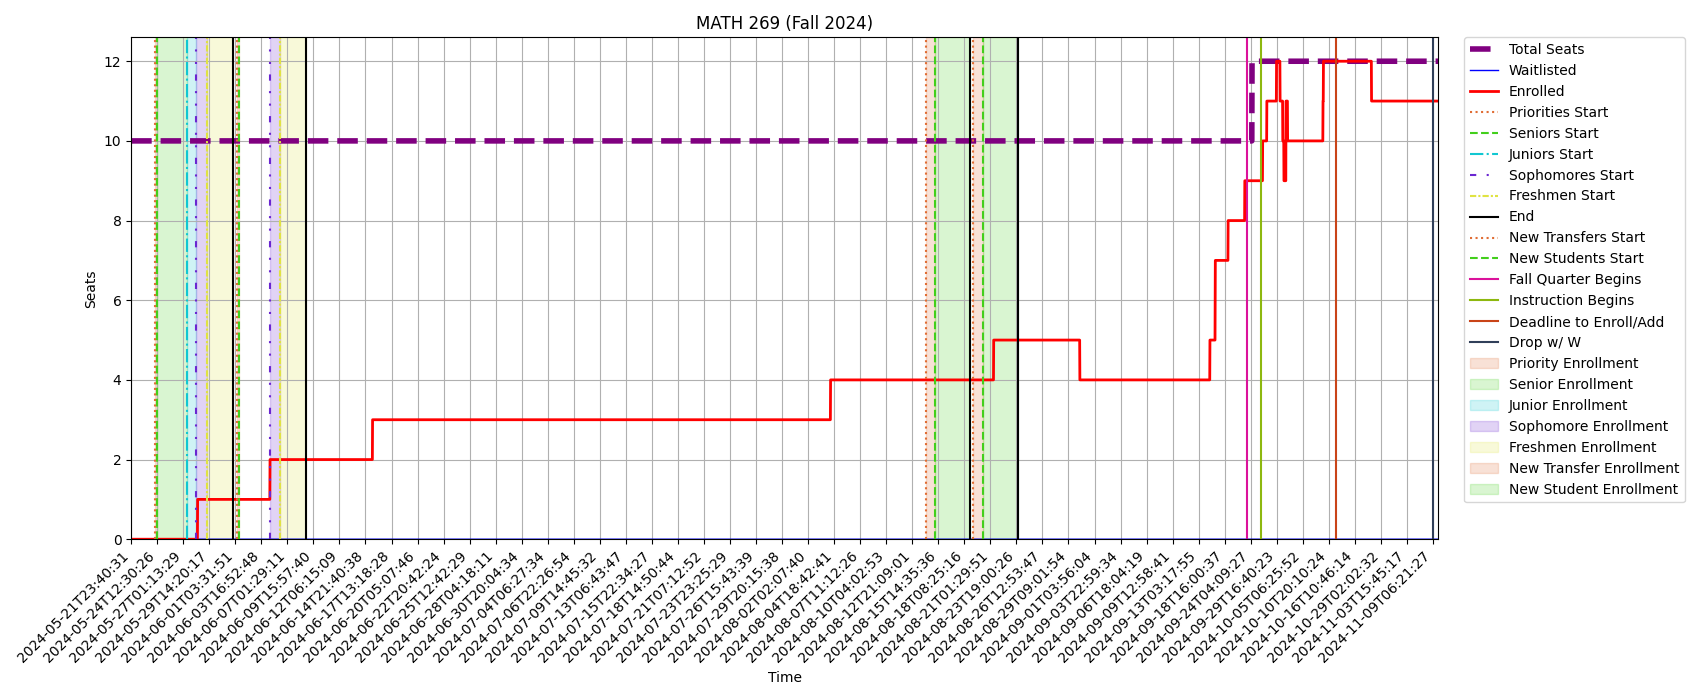 MATH 269 (Fall 2024)
Seats
12
10
8
6
4
2
0
2024-05-21T23:40:31
2024-05-24T12:30:26
2024-05-27T01:13:29
2024-05-29T14:20:17
2024-06-01T03:31:51
2024-06-03T16:52:48
2024-06-07T01:29:11
2024-06-09T15:57:40
2024-06-12T06:15:09
2024-06-14T21:40:38
2024-06-17T13:18:28
2024-06-20T05:07:46
2024-06-22T20:42:24
2024-06-25T12:42:29
2024-06-28T04:18:11
2024-06-30T20:04:34
2024-07-04T06:27:34
2024-07-06T22:26:54
2024-07-09T14:45:32
2024-07-13T06:43:47
2024-07-15T22:34:27
2024-07-18T14:50:44
2024-07-21T07:12:52
2024-07-23T23:25:29
2024-07-26T15:43:39
2024-07-29T20:15:38
2024-08-02T02:07:40
2024-08-04T18:42:41
2024-08-07T11:12:26
2024-08-10T04:02:53
2024-08-12T21:09:01
2024-08-15T14:35:36
2024-08-18T08:25:16
2024-08-21T01:29:51
2024-08-23T19:00:26
2024-08-26T12:53:47
2024-08-29T09:01:54
2024-09-01T03:56:04
2024-09-03T22:59:34
2024-09-06T18:04:19
2024-09-09T12:58:41
2024-09-13T03:17:55
2024-09-18T16:00:37
2024-09-24T04:09:27
2024-09-29T16:40:23
2024-10-05T06:25:52
2024-10-10T20:10:24
2024-10-16T10:46:14
2024-10-29T02:02:32
2024-11-03T15:45:17
2024-11-09T06:21:27
Time
Total Seats
Waitlisted
Enrolled
Priorities Start
Seniors Start
Juniors Start
Sophomores Start
Freshmen Start
End
New Transfers Start
New Students Start
Fall Quarter Begins
Instruction Begins
Deadline to Enroll/Add
Drop w/ W
Priority Enrollment
Senior Enrollment
Junior Enrollment
Sophomore Enrollment
Freshmen Enrollment
New Transfer Enrollment
New Student Enrollment